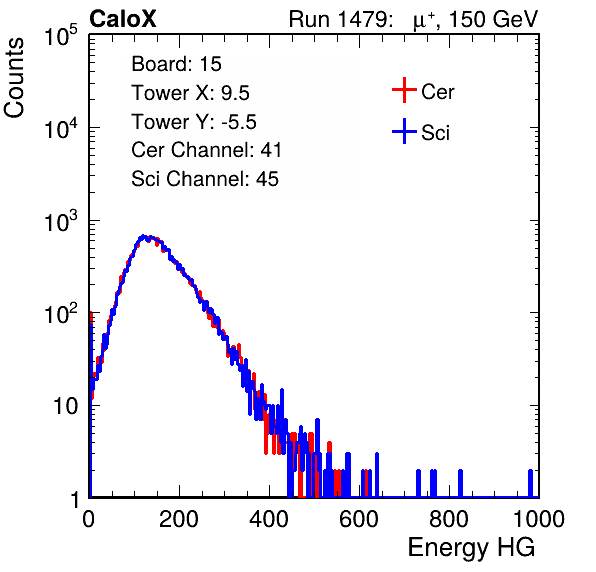 CaloX Run 1479: μ⁺, 150 GeV
Counts
10⁵
10⁴
10³
10²
10
1
Board: 15
Tower X: 9.5
Tower Y: -5.5
Cer Channel: 41
Sci Channel: 45
Cer
Sci
0 200 400 600 800 1000
Energy HG